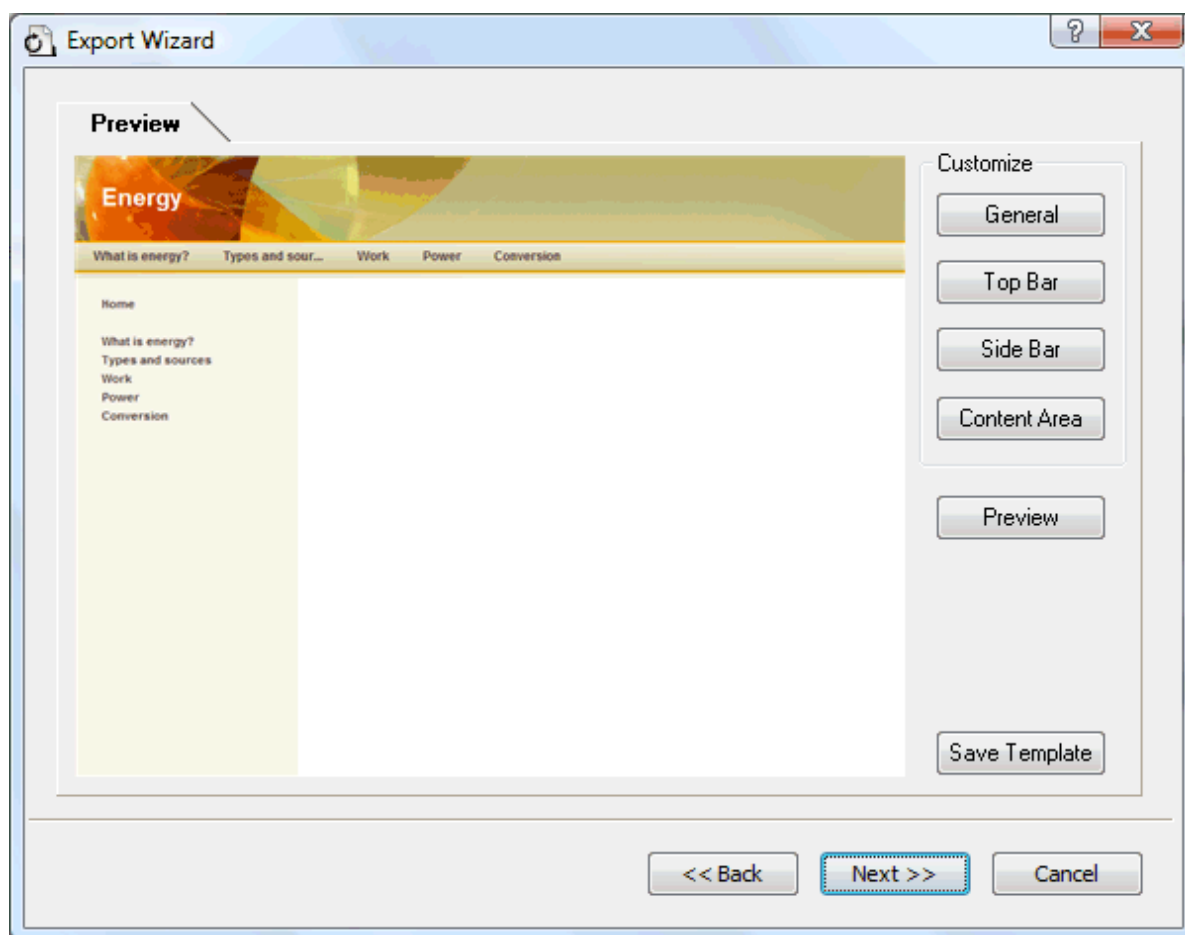 Export Wizard
?
X
Preview
Energy
What is energy? Types and sour... Work Power Conversion
Home
What is energy?
Types and sources
Work
Power
Conversion
Customize
General
Top Bar
Side Bar
Content Area
Preview
Save Template
<< Back
Next >>
Cancel